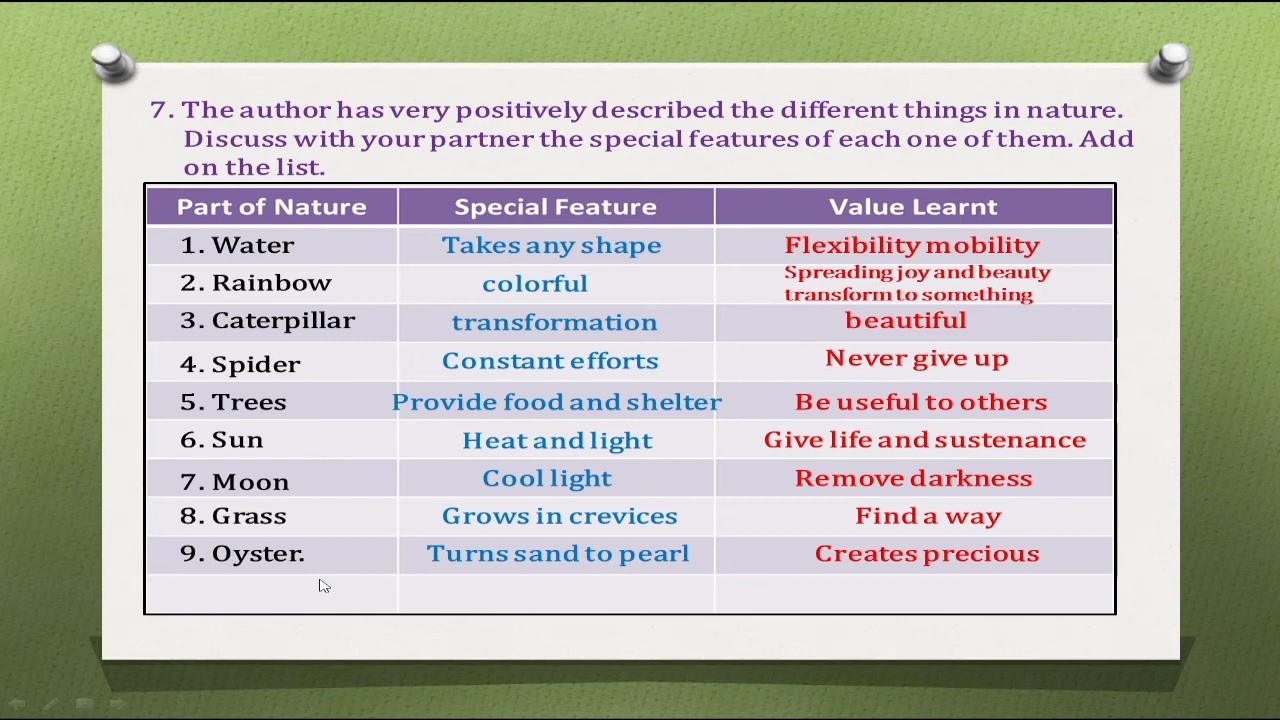 7. The author has very positively described the different things in nature.
Discuss with your partner the special features of each one of them. Add
on the list.
Part of Nature Special Feature Value Learnt
1. Water Takes any shape Flexibility mobility
2. Rainbow colorful Spreading joy and beauty
transform to something
3. Caterpillar transformation beautiful
4. Spider Constant efforts Never give up
5. Trees Provide food and shelter Be useful to others
6. Sun Heat and light Give life and sustenance
7. Moon Cool light Remove darkness
8. Grass Grows in crevices Find a way
9. Oyster. Turns sand to pearl Creates precious